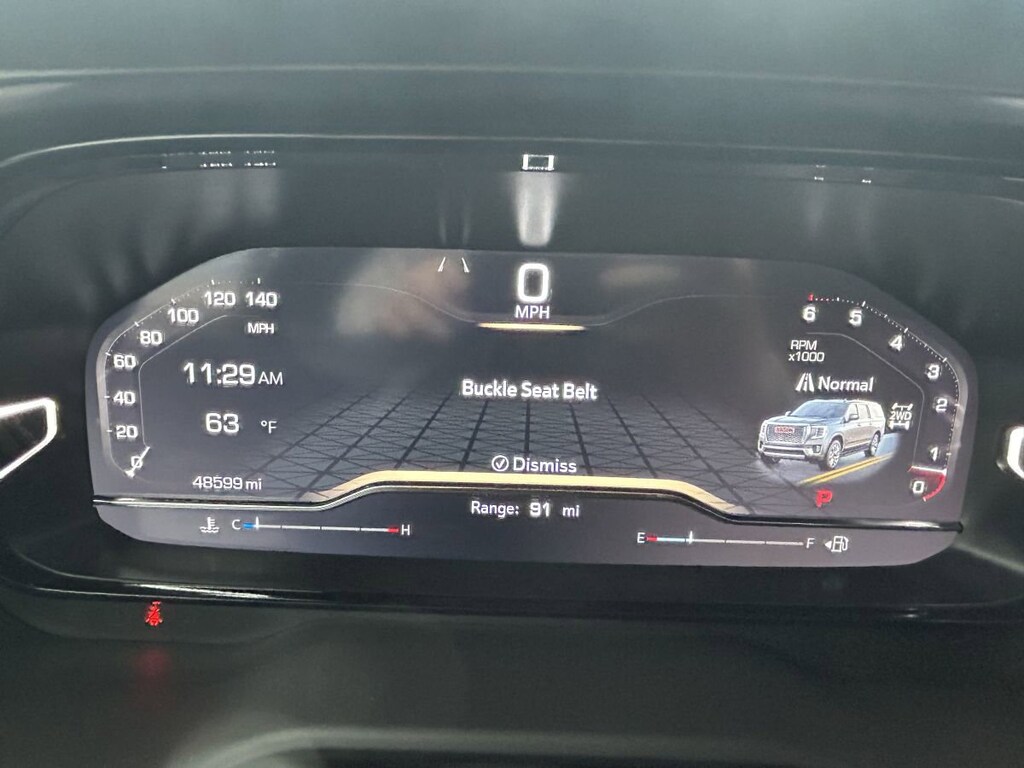 0
MPH
120 140
100
80
MPH
60
40
20
0
11:29 AM
63 °F
48599 mi
Buckle Seat Belt
Dismiss
6 5 4 3 2 1 0
RPM
x1000
Normal
2WD
P
Range: 91 mi
C H
E F